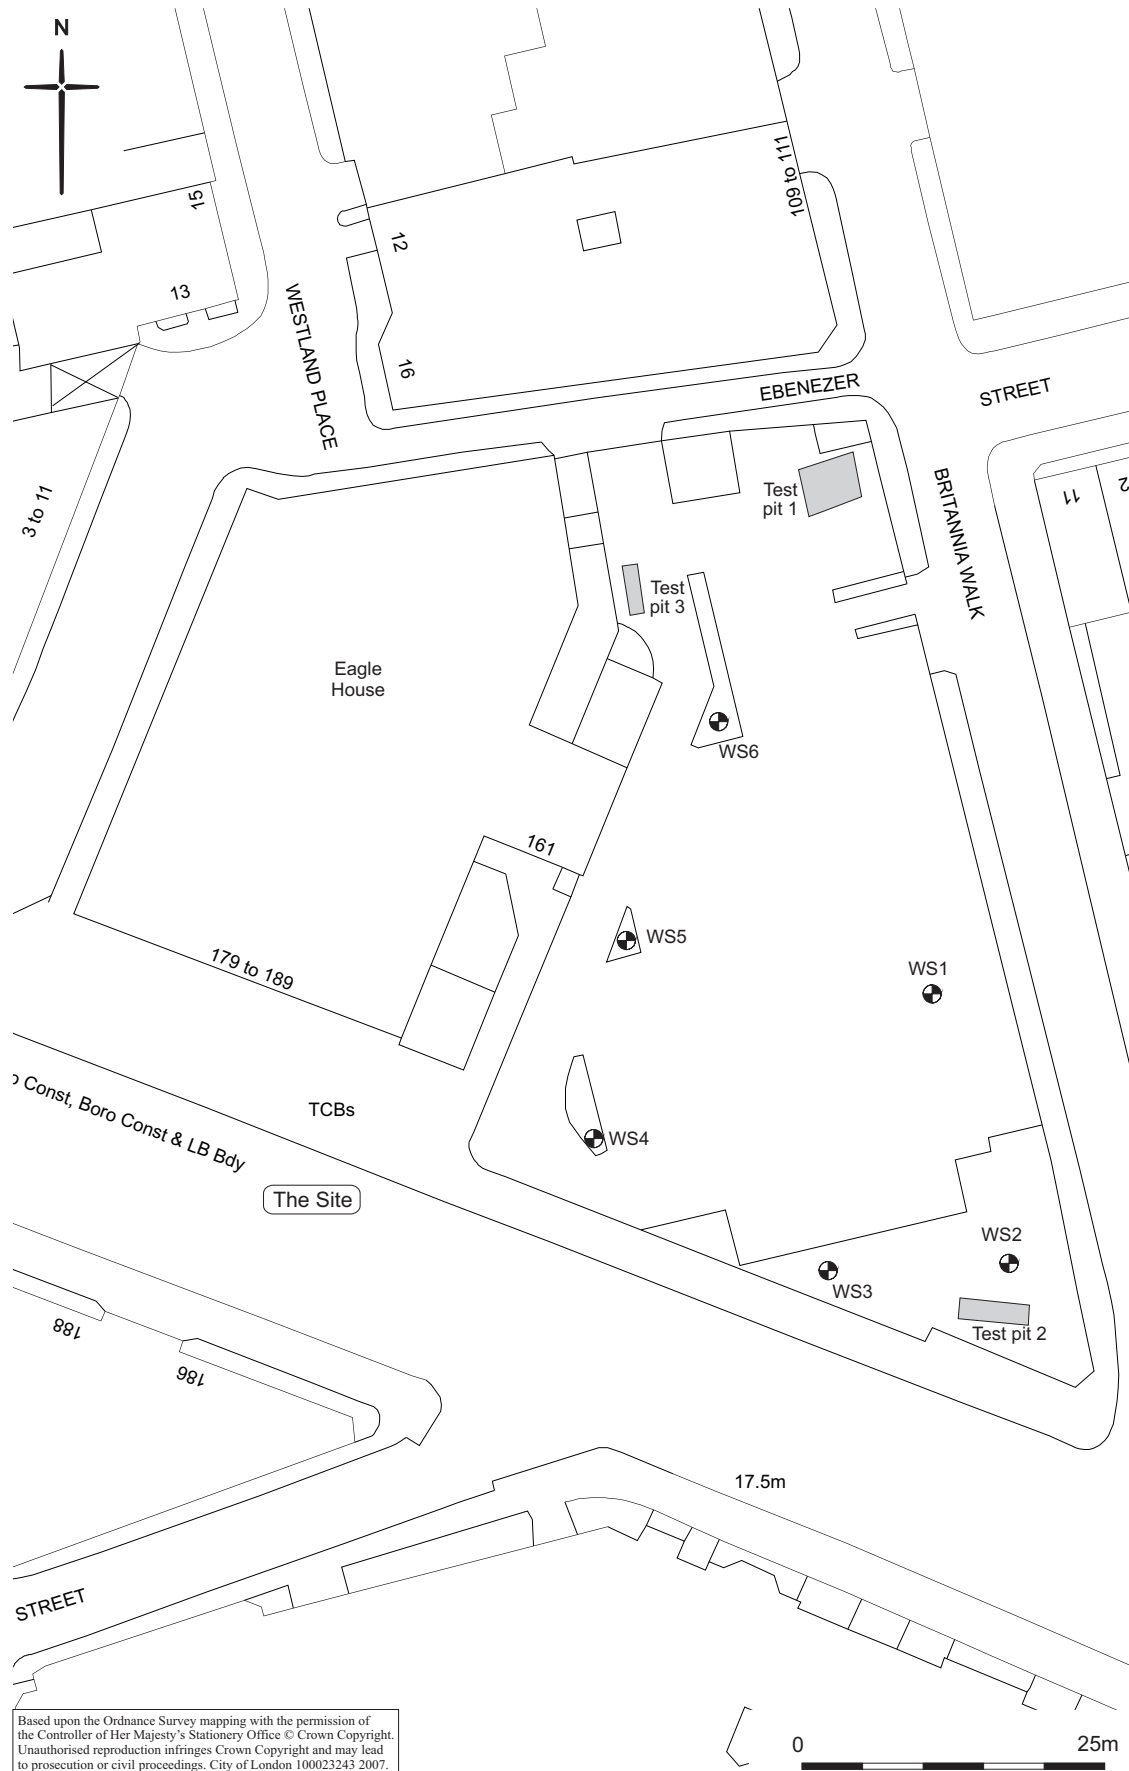 N
15
109 to 111
12
13
WESTLAND PLACE
16
EBENEZER
STREET
3 to 11
Test
pit 1
BRITANNIA WALK
11
2
Test
pit 3
Eagle
House
WS6
161
WS5
179 to 189
WS1
o Const, Boro Const & LB Bdy
TCBs
WS4
The Site
WS2
WS3
188
Test pit 2
186
17.5m
STREET
Based upon the Ordnance Survey mapping with the permission of
the Controller of Her Majesty's Stationery Office © Crown Copyright.
Unauthorised reproduction infringes Crown Copyright and may lead
to prosecution or civil proceedings. City of London 100023243 2007.
0
25m